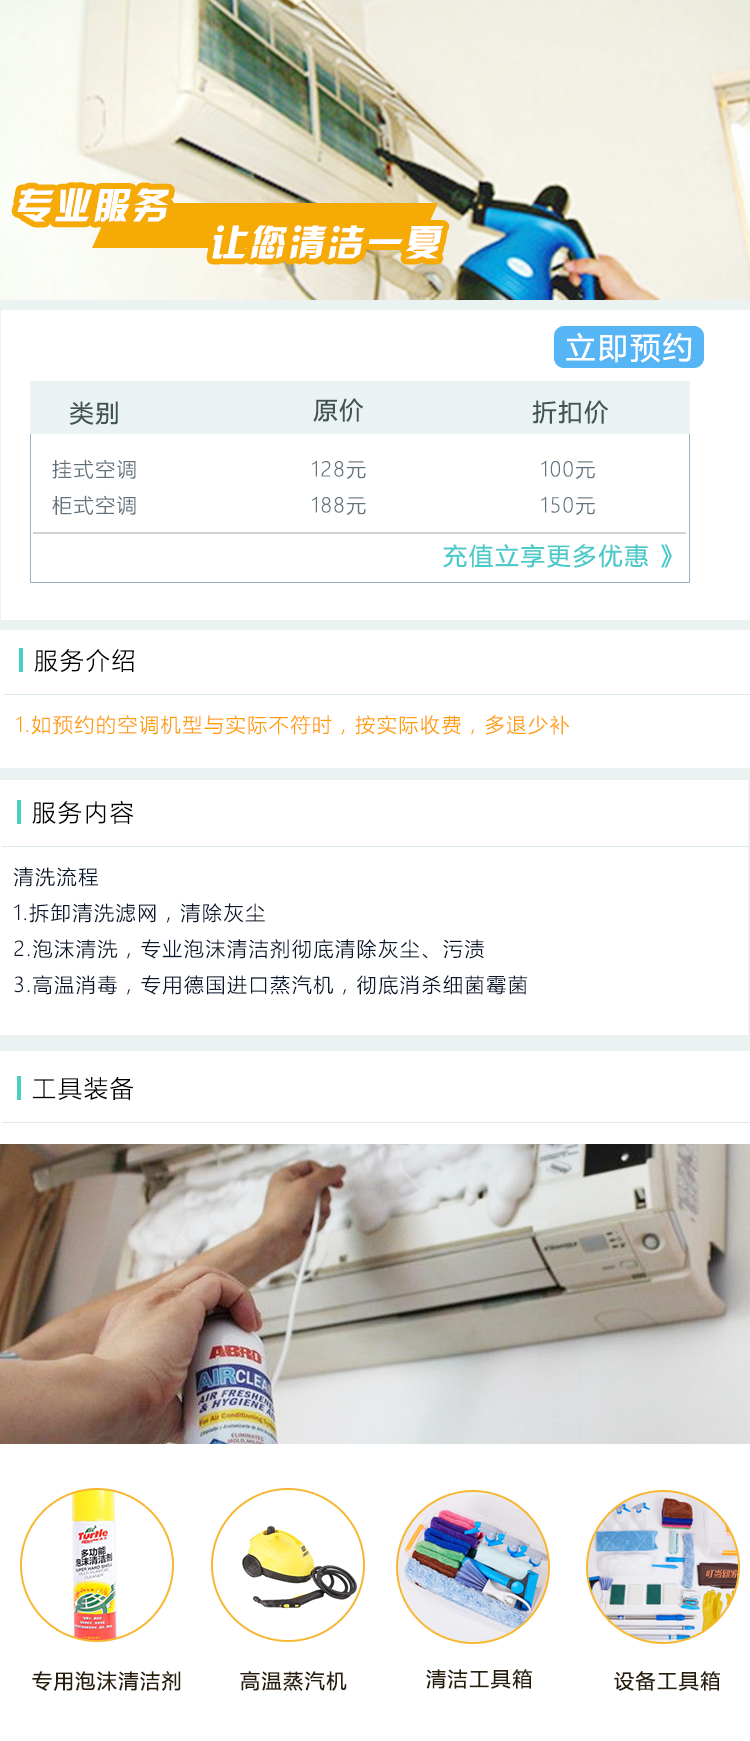 专业服务
让您清洁一夏
立即预约
类别 原价 折扣价
挂式空调 128元 100元
柜式空调 188元 150元
充值立享更多优惠 》
服务介绍
1.如预约的空调机型与实际不符时，按实际收费，多退少补
服务内容
清洗流程
1.拆卸清洗滤网，清除灰尘
2.泡沫清洗，专业泡沫清洁剂彻底清除灰尘、污渍
3.高温消毒，专用德国进口蒸汽机，彻底消杀细菌霉菌
工具装备
ABRO
AIR CLEA
AIR FRESHENE
& HYGIENE A
For Air Conditioning
ELIMINATES
Turtle
多功能
泡沫清洁剂
叮当到家
专用泡沫清洁剂
高温蒸汽机
清洁工具箱
设备工具箱